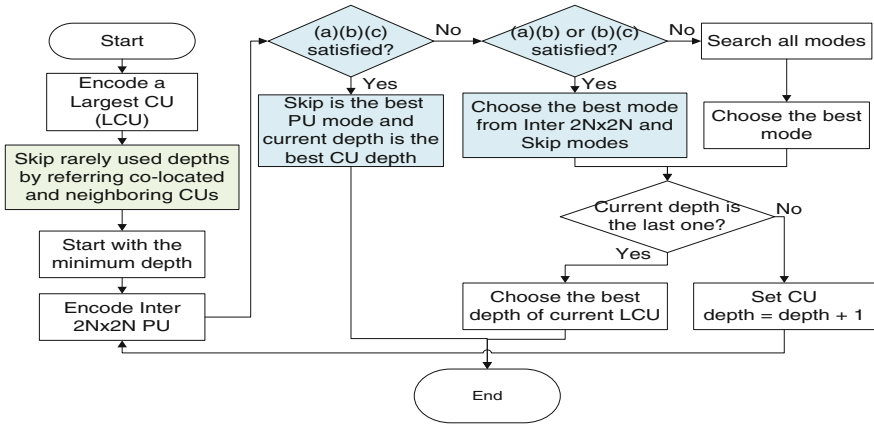 Start
Encode a
Largest CU
(LCU)
Skip rarely used depths
by referring co-located
and neighboring CUs
Start with the
minimum depth
Encode Inter
2Nx2N PU
(a)(b)(c)
satisfied?
No
Yes
Skip is the best
PU mode and
current depth is the
best CU depth
(a)(b) or (b)(c)
satisfied?
No
Yes
Choose the best mode
from Inter 2Nx2N and
Skip modes
Search all modes
Choose the best
mode
Current depth is
the last one?
No
Yes
Choose the best
depth of current LCU
Set CU
depth = depth + 1
End